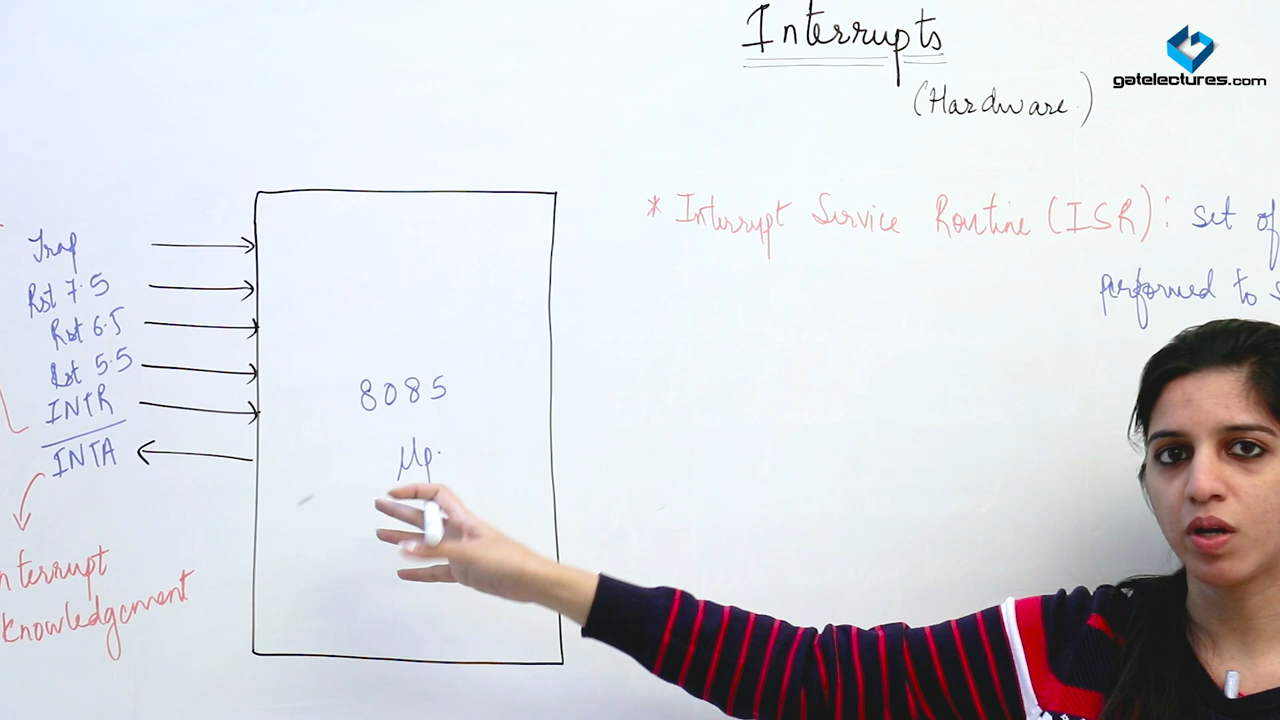 Interrupts
(Hardware)
gatelectures.com
Trap
Rst 7.5
Rst 6.5
Rst 5.5
INTR
INTA
nterrupt
knowledgement
8085
μp.
* Interrupt Service Routine (ISR): set of
performed to s